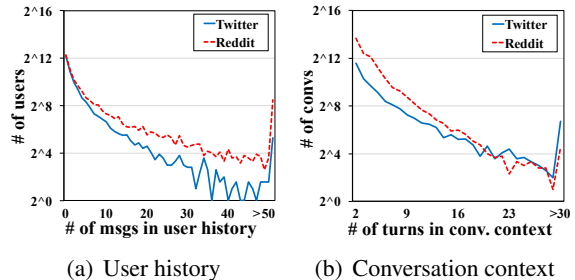 2^16
2^12
2^8
2^4
2^0
# of users
Twitter
Reddit
0 10 20 30 40 >50
# of msgs in user history
(a) User history
2^16
2^12
2^8
2^4
2^0
# of convs
Twitter
Reddit
2 9 16 23 >30
# of turns in conv. context
(b) Conversation context